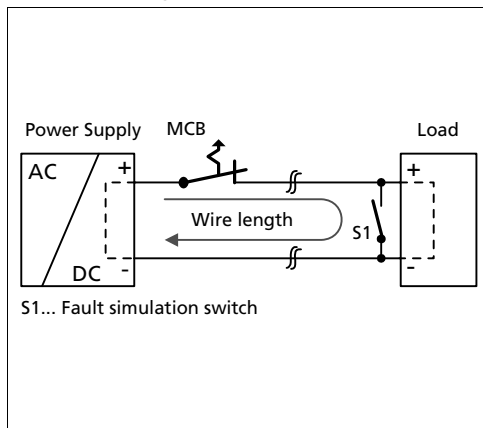 Power Supply
MCB
Load
AC
+
+
Wire length
S1
DC
-
-
S1... Fault simulation switch